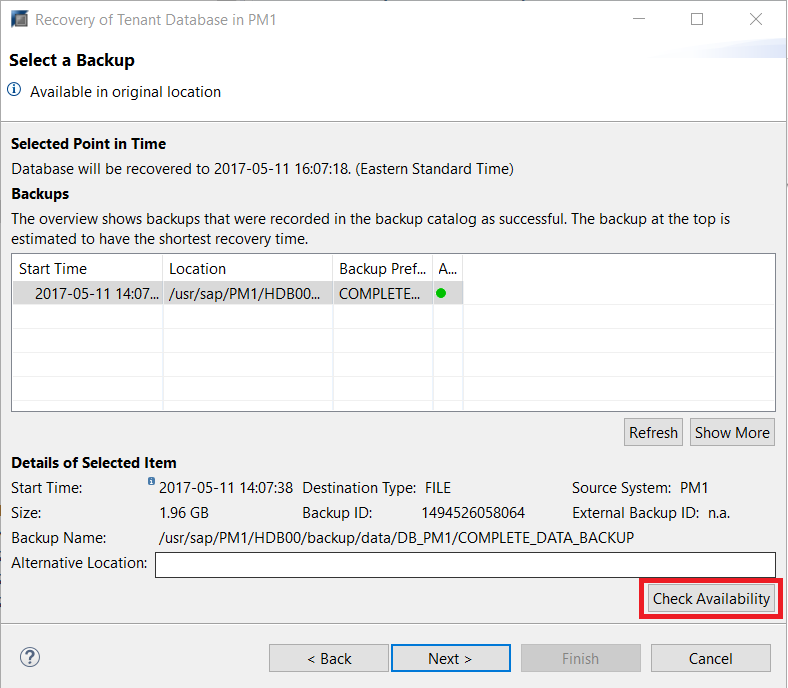 Recovery of Tenant Database in PM1
Select a Backup
Available in original location
Selected Point in Time
Database will be recovered to 2017-05-11 16:07:18. (Eastern Standard Time)
Backups
The overview shows backups that were recorded in the backup catalog as successful. The backup at the top is
estimated to have the shortest recovery time.
Start Time Location Backup Pref... A...
2017-05-11 14:07... /usr/sap/PM1/HDB00... COMPLETE...
Refresh Show More
Details of Selected Item
Start Time: 2017-05-11 14:07:38 Destination Type: FILE Source System: PM1
Size: 1.96 GB Backup ID: 1494526058064 External Backup ID: n.a.
Backup Name: /usr/sap/PM1/HDB00/backup/data/DB_PM1/COMPLETE_DATA_BACKUP
Alternative Location:
Check Availability
? < Back Next > Finish Cancel